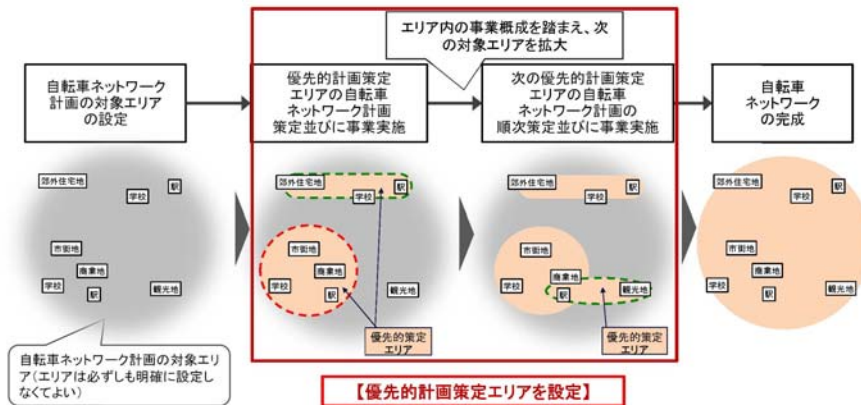 エリア内の事業概成を踏まえ、次
の対象エリアを拡大
自転車ネットワーク
計画の対象エリア
の設定
優先的計画策定
エリアの自転車
ネットワーク計画
策定並びに事業実施
次の優先的計画策定
エリアの自転車
ネットワーク計画の
順次策定並びに事業実施
自転車
ネットワーク
の完成
郊外住宅地
学校
駅
市街地
商業地
学校
駅
観光地
郊外住宅地
学校
駅
市街地
商業地
学校
駅
観光地
優先的策定
エリア
郊外住宅地
学校
駅
市街地
商業地
学校
駅
観光地
優先的策定
エリア
郊外住宅地
学校
駅
市街地
商業地
学校
駅
観光地
自転車ネットワーク計画の対象エリ
ア(エリアは必ずしも明確に設定し
なくてよい)
【優先的計画策定エリアを設定】